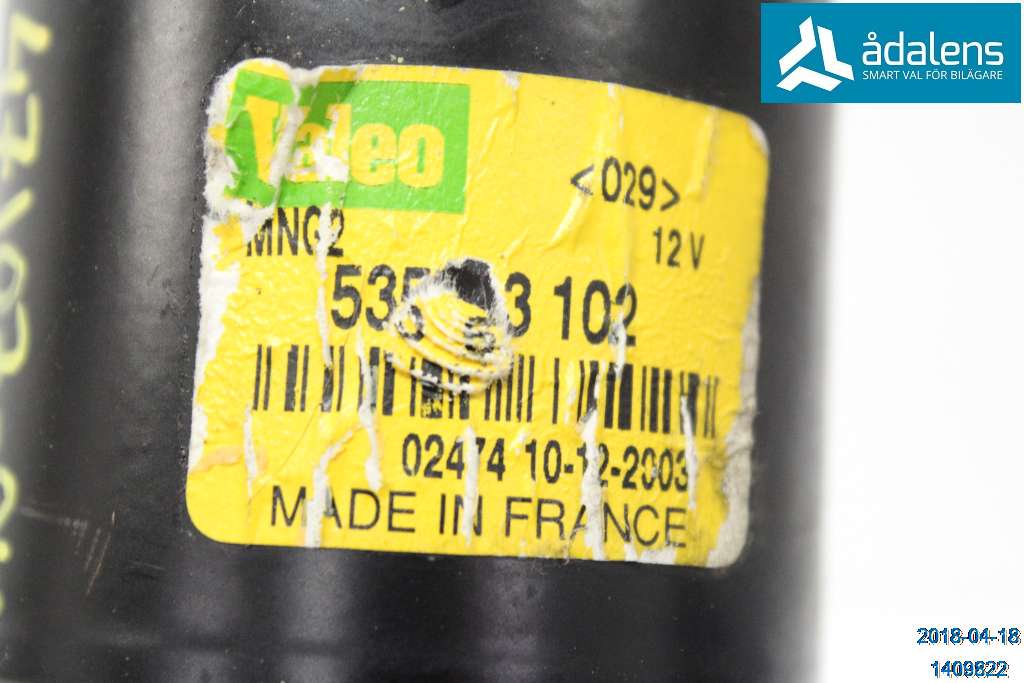 ådalens
SMART VAL FÖR BILÄGARE
Valeo
<029>
MNG2
12 V
102
02474 10-12-2003
MADE IN FRANCE
2018-04-18
1409822